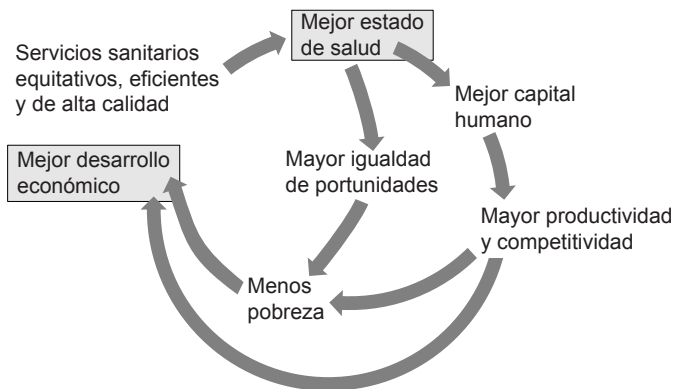 Mejor estado
de salud
Servicios sanitarios
equitativos, eficientes
y de alta calidad
Mejor capital
humano
Mejor desarrollo
económico
Mayor igualdad
de portunidades
Mayor productividad
y competitividad
Menos
pobreza